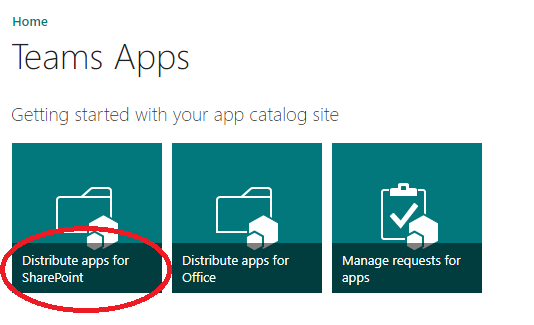 Home
Teams Apps
Getting started with your app catalog site
Distribute apps for
SharePoint
Distribute apps for
Office
Manage requests for
apps